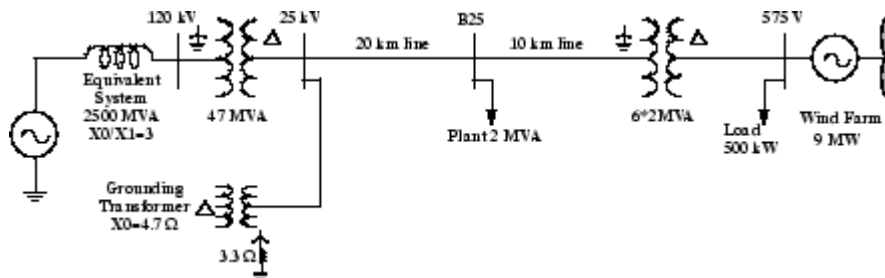 120 kV
25 kV
B25
575 V
20 km line
10 km line
Equivalent
System
2500 MVA
X0/X1=3
47 MVA
Plant 2 MVA
6*2MVA
Load
500 kW
Wind Farm
9 MW
Grounding
Transformer
X0=4.7 Ω
3.3 Ω